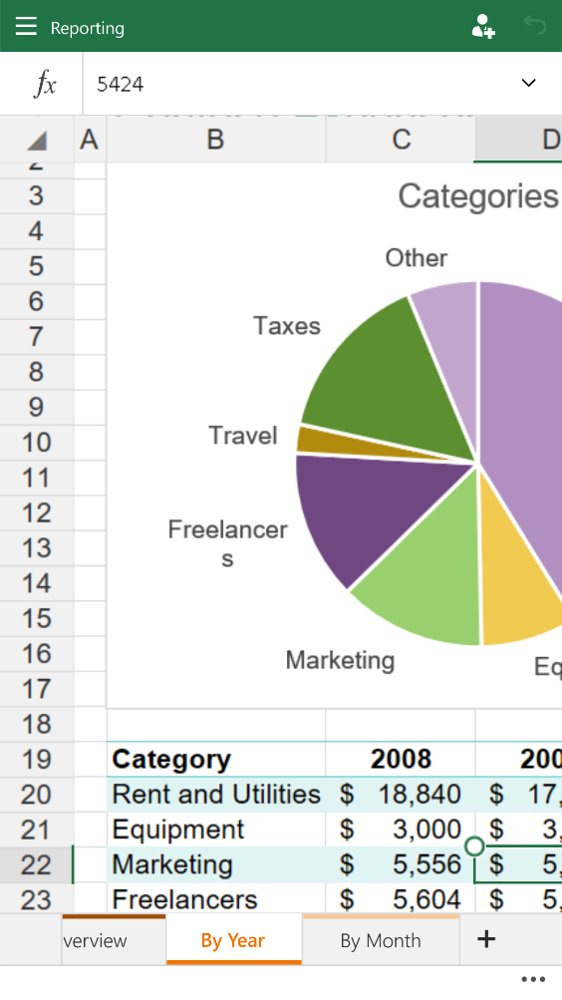 Reporting
fx 5424
A B C D
Categories
3
4
5
6
7
8
9
10
11
12
13
14
15
16
17
18
Other
Taxes
Travel
Freelancer
s
Marketing
Eq
19 Category 2008 200
20 Rent and Utilities $ 18,840 $ 17,
21 Equipment $ 3,000 $ 3,
22 Marketing $ 5,556 $ 5,
23 Freelancers $ 5,604 $ 5,
verview By Year By Month +